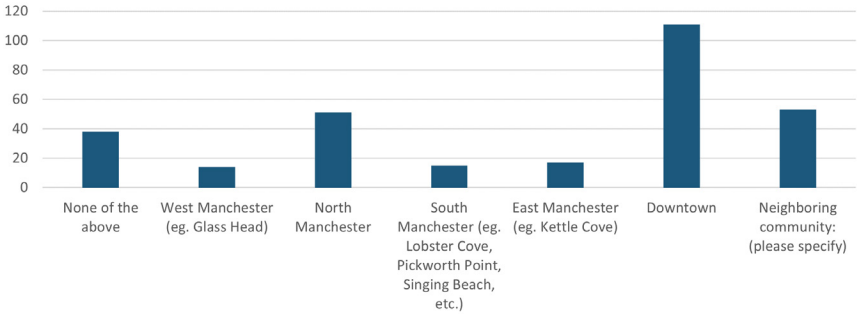 120
100
80
60
40
20
0
None of the
above
West Manchester
(eg. Glass Head)
North
Manchester
South
Manchester (eg.
Lobster Cove,
Pickworth Point,
Singing Beach,
etc.)
East Manchester
(eg. Kettle Cove)
Downtown
Neighboring
community:
(please specify)